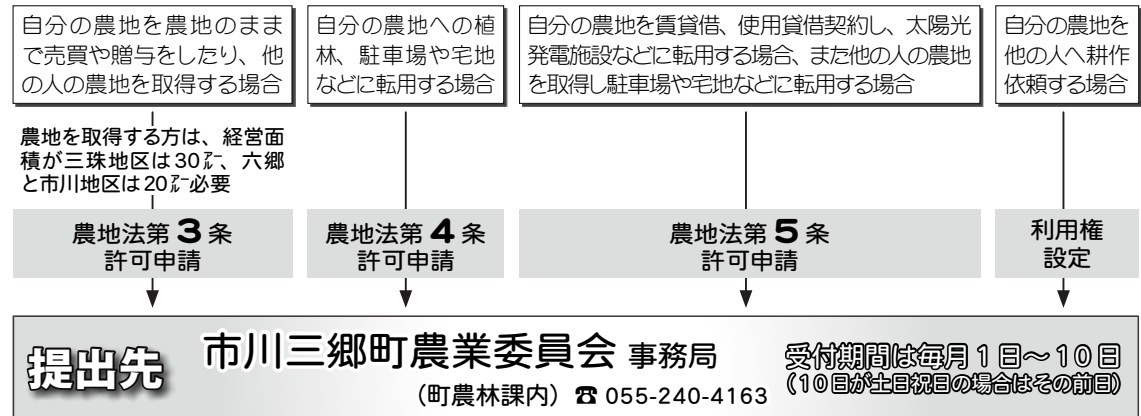 自分の農地を農地のまま
で売買や贈与をしたり、他
の人の農地を取得する場合
農地を取得する方は、経営面
積が三珠地区は30㌃、六郷
と市川地区は20㌃必要
農地法第3条
許可申請
自分の農地への植
林、駐車場や宅地
などに転用する場合
農地法第4条
許可申請
自分の農地を賃貸借、使用貸借契約し、太陽光
発電施設などに転用する場合、また他の人の農地
を取得し駐車場や宅地などに転用する場合
農地法第5条
許可申請
自分の農地を
他の人へ耕作
依頼する場合
利用権
設定
提出先
市川三郷町農業委員会 事務局
(町農林課内) ☎ 055-240-4163
受付期間は毎月1日～10日
(10日が土日祝日の場合はその前日)